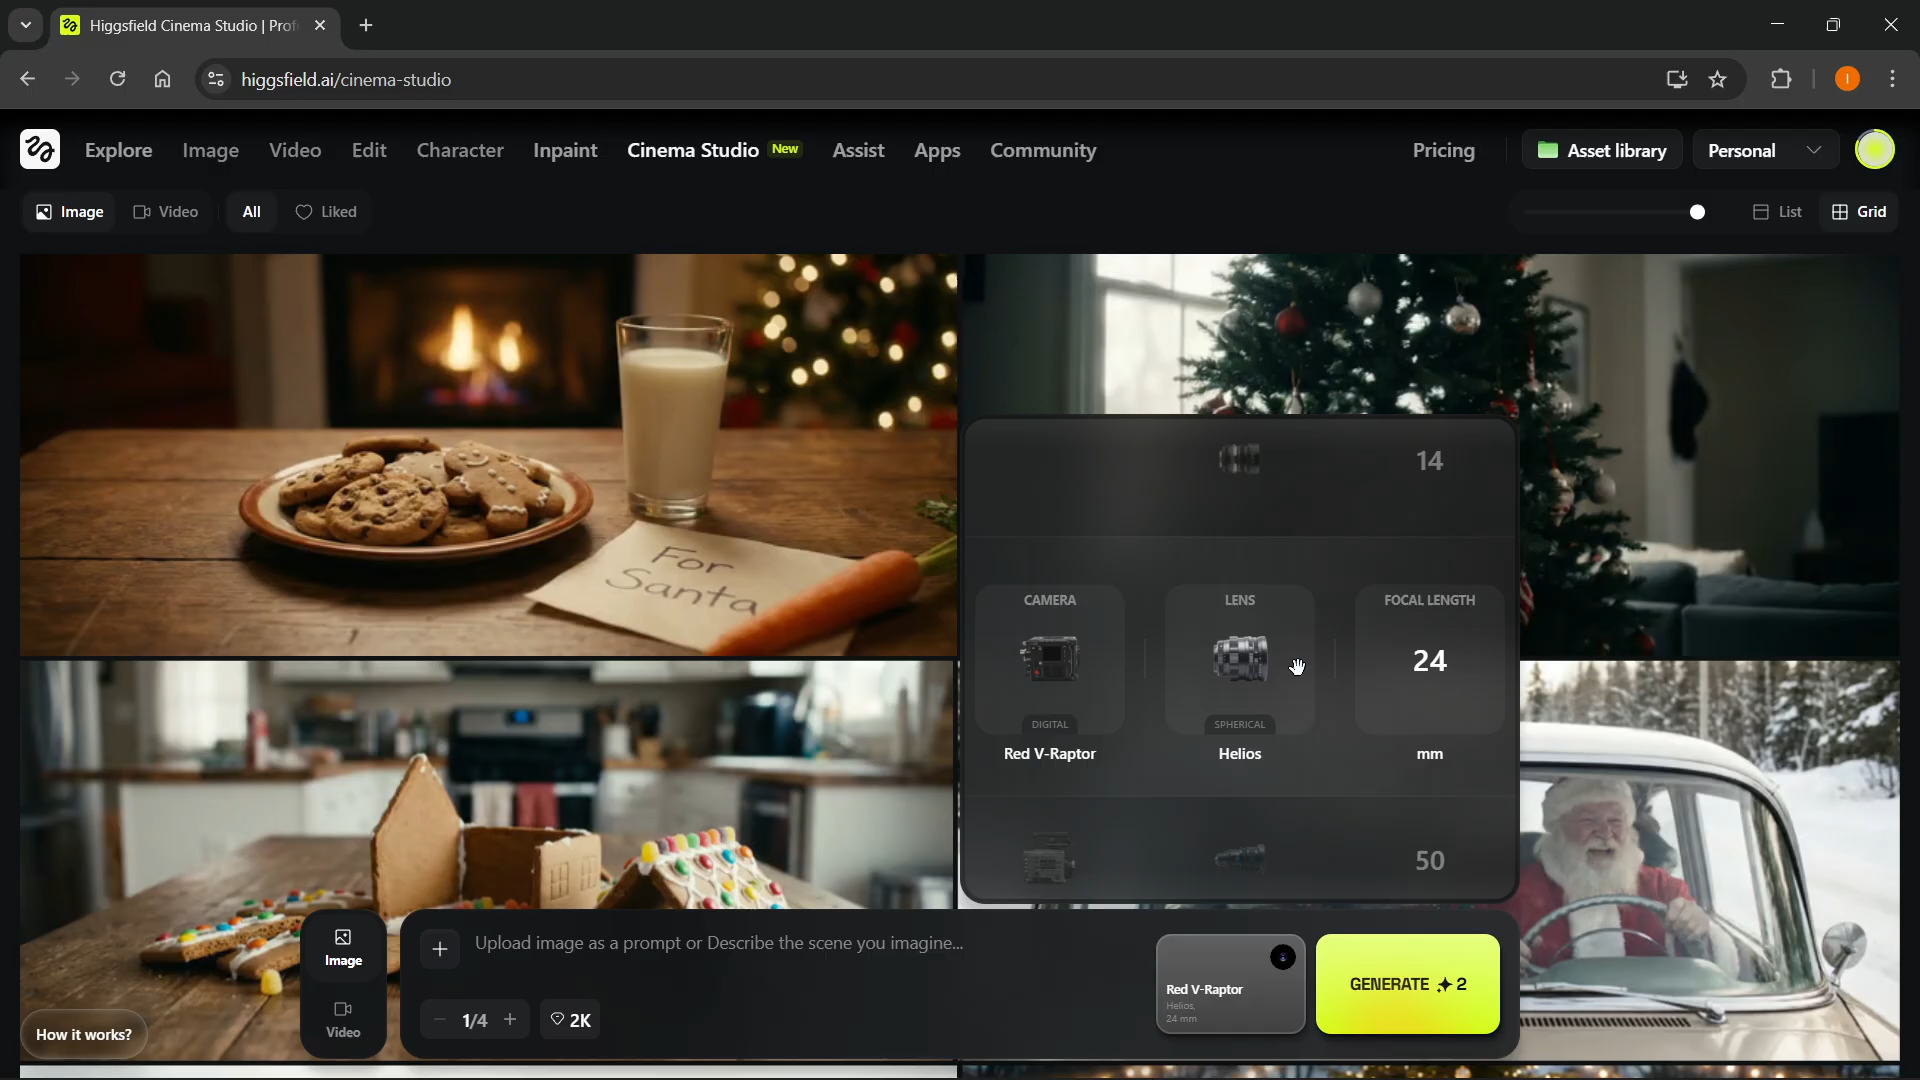 Higgsfield Cinema Studio | Prof
higgsfield.ai/cinema-studio
I
Explore Image Video Edit Character Inpaint Cinema Studio New Assist Apps Community Pricing Asset library Personal
Image Video All Liked List Grid
For
Santa
14
CAMERA LENS FOCAL LENGTH
24
DIGITAL SPHERICAL
Red V-Raptor Helios mm
50
Image
Video
Upload image as a prompt or Describe the scene you imagine...
1/4 2K
Red V-Raptor
Helios,
24 mm
GENERATE 2
How it works?